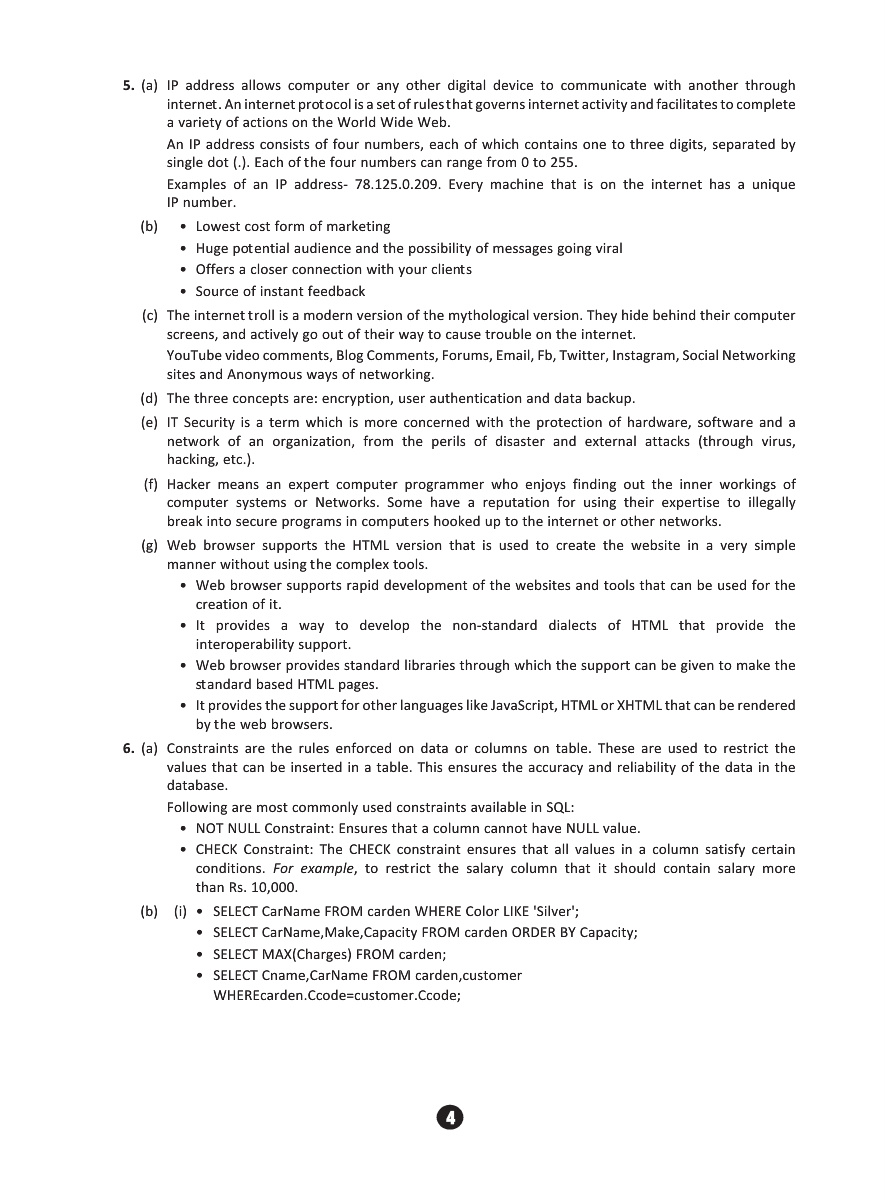 5. (a) IP address allows computer or any other digital device to communicate with another through
internet. An internet protocol is a set of rules that governs internet activity and facilitates to complete
a variety of actions on the World Wide Web.
An IP address consists of four numbers, each of which contains one to three digits, separated by
single dot (.). Each of the four numbers can range from 0 to 255.
Examples of an IP address- 78.125.0.209. Every machine that is on the internet has a unique
IP number.
(b) • Lowest cost form of marketing
• Huge potential audience and the possibility of messages going viral
• Offers a closer connection with your clients
• Source of instant feedback
(c) The internet troll is a modern version of the mythological version. They hide behind their computer
screens, and actively go out of their way to cause trouble on the internet.
YouTube video comments, Blog Comments, Forums, Email, Fb, Twitter, Instagram, Social Networking
sites and Anonymous ways of networking.
(d) The three concepts are: encryption, user authentication and data backup.
(e) IT Security is a term which is more concerned with the protection of hardware, software and a
network of an organization, from the perils of disaster and external attacks (through virus,
hacking, etc.).
(f) Hacker means an expert computer programmer who enjoys finding out the inner workings of
computer systems or Networks. Some have a reputation for using their expertise to illegally
break into secure programs in computers hooked up to the internet or other networks.
(g) Web browser supports the HTML version that is used to create the website in a very simple
manner without using the complex tools.
• Web browser supports rapid development of the websites and tools that can be used for the
creation of it.
• It provides a way to develop the non-standard dialects of HTML that provide the
interoperability support.
• Web browser provides standard libraries through which the support can be given to make the
standard based HTML pages.
• It provides the support for other languages like JavaScript, HTML or XHTML that can be rendered
by the web browsers.
6. (a) Constraints are the rules enforced on data or columns on table. These are used to restrict the
values that can be inserted in a table. This ensures the accuracy and reliability of the data in the
database.
Following are most commonly used constraints available in SQL:
• NOT NULL Constraint: Ensures that a column cannot have NULL value.
• CHECK Constraint: The CHECK constraint ensures that all values in a column satisfy certain
conditions. For example, to restrict the salary column that it should contain salary more
than Rs. 10,000.
(b) (i) • SELECT CarName FROM carden WHERE Color LIKE 'Silver';
• SELECT CarName,Make,Capacity FROM carden ORDER BY Capacity;
• SELECT MAX(Charges) FROM carden;
• SELECT Cname,CarName FROM carden,customer
WHEREcarden.Ccode=customer.Ccode;
4